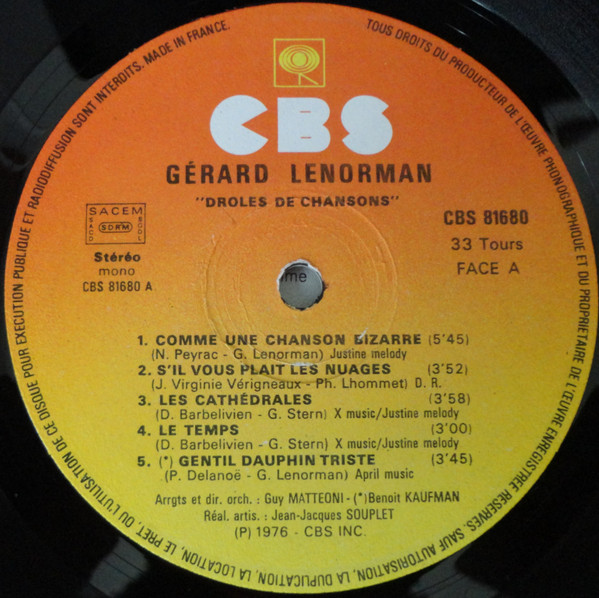 TOUS DROITS DU PRODUCTEUR DE L'ŒUVRE PHONOGRAPHIQUE ET DU PROPRIETAIRE DE L'ŒUVRE ENREGISTREE RESERVES. SAUF AUTORISATION, LA DUPLICATION, LA LOCATION, LE PRET, OU L'UTILISATION DE CE DISQUE POUR EXECUTION PUBLIQUE ET RADIODIFFUSION SONT INTERDITS. MADE IN FRANCE.
CBS
GÉRARD LENORMAN
"DROLES DE CHANSONS"
SACEM
SACD SDRM SGDL
Stéréo
mono
CBS 81680 A
CBS 81680
33 Tours
FACE A
ime
1. COMME UNE CHANSON BIZARRE (5'45)
(N. Peyrac - G. Lenorman) Justine melody
2. S'IL VOUS PLAIT LES NUAGES (3'52)
(J. Virginie Vérigneaux - Ph. Lhommet) D. R.
3. LES CATHÉDRALES (3'58)
(D. Barbelivien - G. Stern) X music/Justine melody
4. LE TEMPS (3'00)
(D. Barbelivien - G. Stern) X music/Justine melody
5. (*) GENTIL DAUPHIN TRISTE (3'45)
(P. Delanoë - G. Lenorman) April music
Arrgts et dir. orch. : Guy MATTEONI - (*)Benoit KAUFMAN
Réal. artis. : Jean-Jacques SOUPLET
(P) 1976 - CBS INC.